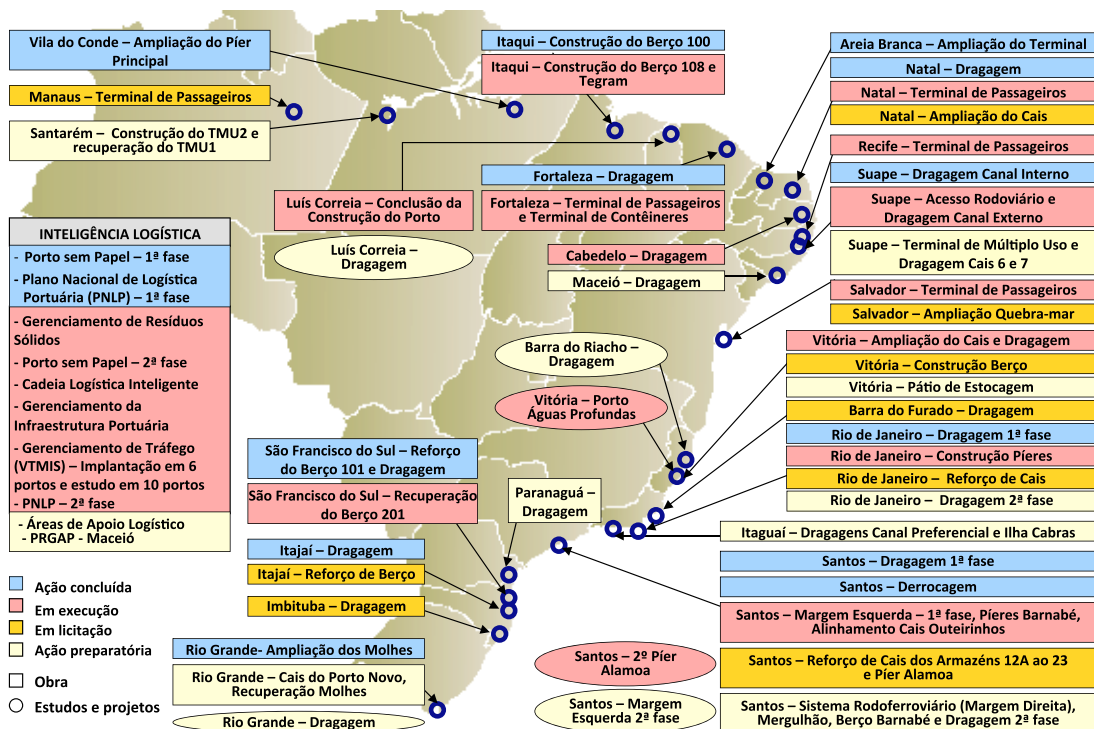 Vila do Conde – Ampliação do Píer
Principal
Manaus – Terminal de Passageiros
Santarém –  Construção do TMU2 e
recuperação do TMU1
Itaqui – Construção do Berço 100
Itaqui – Construção do Berço 108 e
Tegram
Luís Correia – Conclusão da
Construção do Porto
Luís Correia –
Dragagem
Fortaleza – Dragagem
Fortaleza – Terminal de Passageiros
e Terminal de Contêineres
Cabedelo – Dragagem
Maceió – Dragagem
Areia Branca – Ampliação do Terminal
Natal – Dragagem
Natal – Terminal de Passageiros
Natal – Ampliação do Cais
Recife – Terminal de Passageiros
Suape – Dragagem Canal Interno
Suape – Acesso Rodoviário e
Dragagem Canal Externo
Suape – Terminal de Múltiplo Uso e
Dragagem Cais 6 e 7
Salvador – Terminal de Passageiros
Salvador – Ampliação Quebra-mar
INTELIGÊNCIA LOGÍSTICA
- Porto sem Papel – 1ª fase
- Plano Nacional de Logística
Portuária (PNLP) – 1ª fase
- Gerenciamento de Resíduos
Sólidos
- Porto sem Papel – 2ª fase
- Cadeia Logística Inteligente
- Gerenciamento da
Infraestrutura Portuária
- Gerenciamento de Tráfego
(VTMIS) – Implantação em 6
portos e estudo em 10 portos
- PNLP – 2ª fase
- Áreas de Apoio Logístico
- PRGAP - Maceió
Barra do Riacho –
Dragagem
Vitória – Porto
Águas Profundas
Vitória – Ampliação do Cais e Dragagem
Vitória – Construção Berço
Vitória – Pátio de Estocagem
Barra do Furado – Dragagem
Rio de Janeiro – Dragagem 1ª fase
Rio de Janeiro – Construção Píeres
Rio de Janeiro – Reforço de Cais
Rio de Janeiro – Dragagem 2ª fase
Itaguaí – Dragagens Canal Preferencial e Ilha Cabras
São Francisco do Sul – Reforço
do Berço 101 e Dragagem
São Francisco do Sul – Recuperação
do Berço 201
Paranaguá –
Dragagem
Itajaí – Dragagem
Itajaí – Reforço de Berço
Imbituba – Dragagem
Rio Grande- Ampliação dos Molhes
Rio Grande – Cais do Porto Novo,
Recuperação Molhes
Rio Grande – Dragagem
Santos – Dragagem 1ª fase
Santos – Derrocagem
Santos – Margem Esquerda – 1ª fase, Píeres Barnabé,
Alinhamento Cais Outeirinhos
Santos – 2º Píer
Alamoa
Santos – Reforço de Cais dos Armazéns 12A ao 23
e Píer Alamoa
Santos – Margem
Esquerda 2ª fase
Santos – Sistema Rodoferroviário (Margem Direita),
Mergulhão, Berço Barnabé e Dragagem 2ª fase
Ação concluída
Em execução
Em licitação
Ação preparatória
Obra
Estudos e projetos